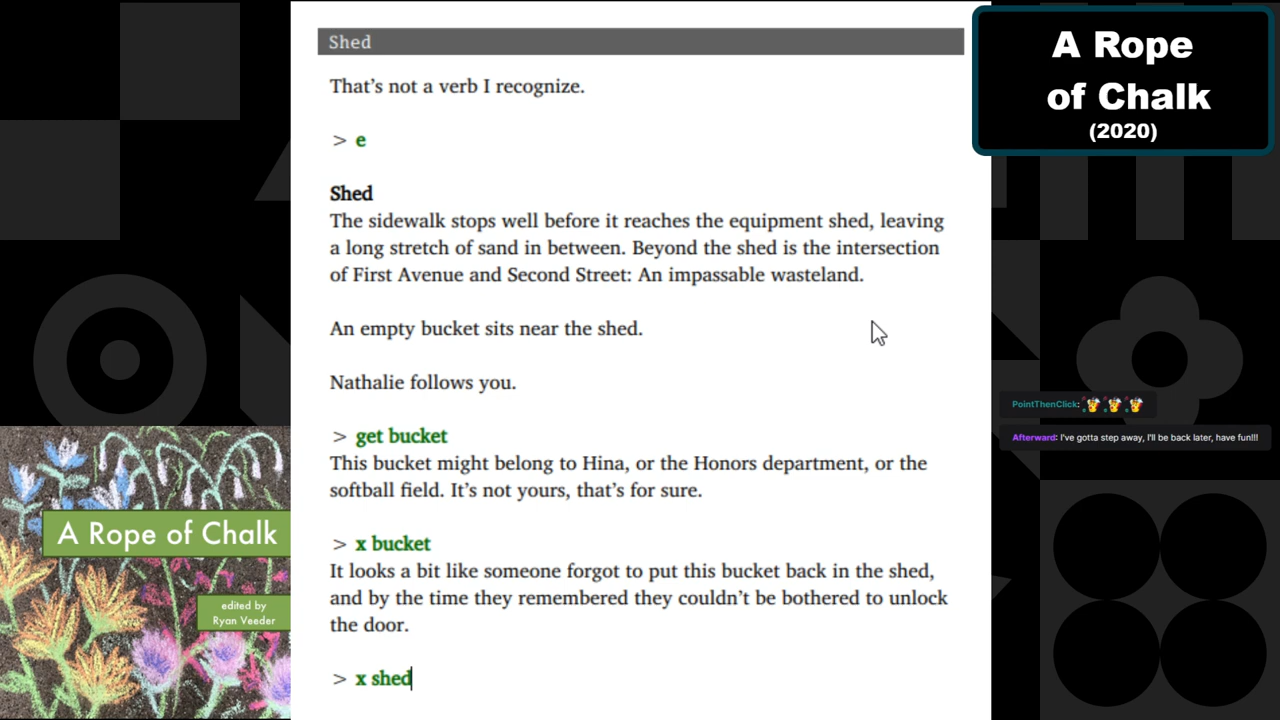 Shed
That's not a verb I recognize.
> e
Shed
The sidewalk stops well before it reaches the equipment shed, leaving
a long stretch of sand in between. Beyond the shed is the intersection
of First Avenue and Second Street: An impassable wasteland.
An empty bucket sits near the shed.
Nathalie follows you.
> get bucket
This bucket might belong to Hina, or the Honors department, or the
softball field. It's not yours, that's for sure.
> x bucket
It looks a bit like someone forgot to put this bucket back in the shed,
and by the time they remembered they couldn't be bothered to unlock
the door.
> x shed
A Rope
of Chalk
(2020)
PointThenClick:
Afterward: I've gotta step away, I'll be back later, have fun!!!
A Rope of Chalk
edited by
Ryan Veeder